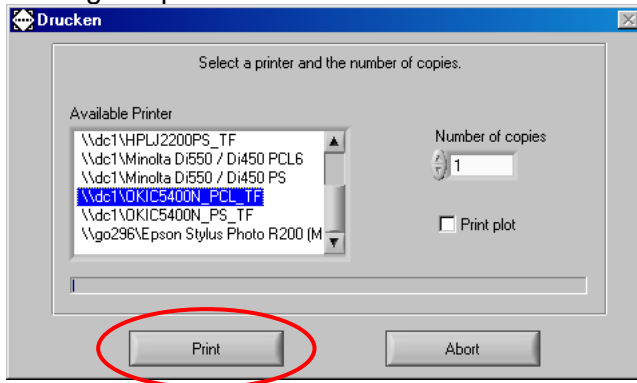 Drucken
Select a printer and the number of copies.
Available Printer
\\dc1\HPLJ2200PS_TF
\\dc1\Minolta Di550 / Di450 PCL6
\\dc1\Minolta Di550 / Di450 PS
\\dc1\OKIC5400N_PCL_TF
\\dc1\OKIC5400N_PS_TF
\\go296\Epson Stylus Photo R200 (M
Number of copies
1
Print plot
Print
Abort